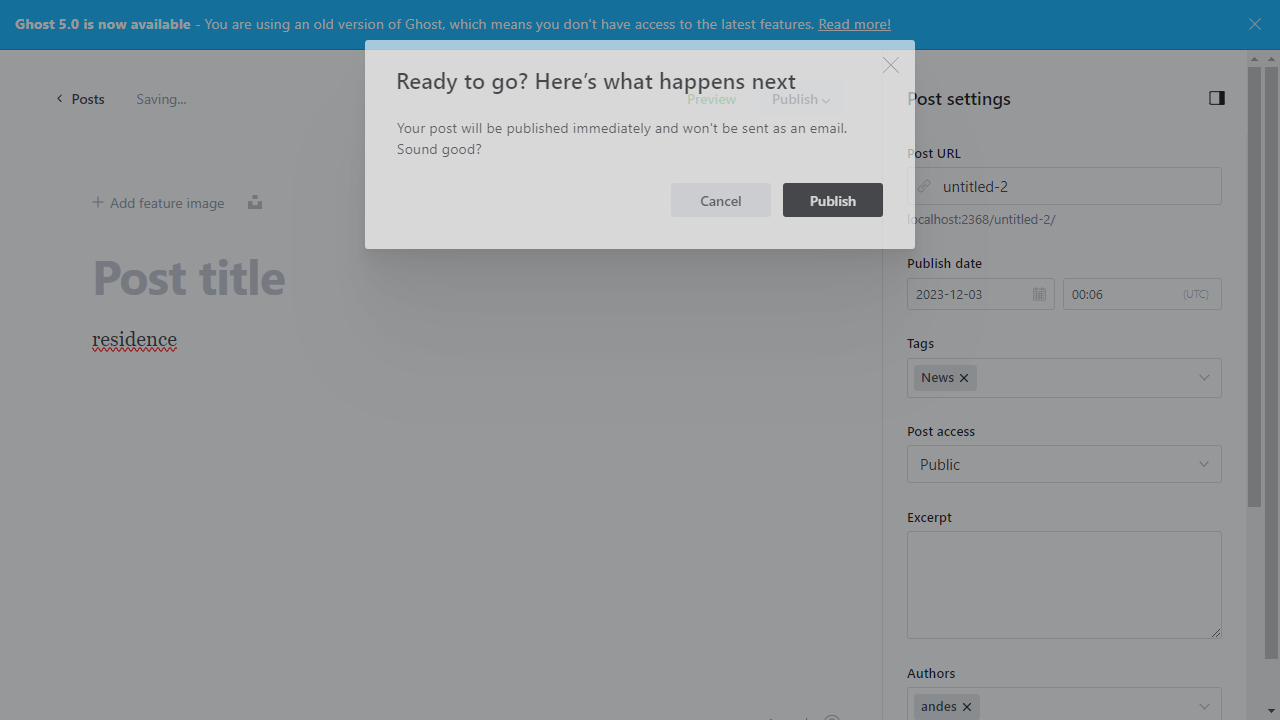 Ghost 5.0 is now available - You are using an old version of Ghost, which means you don't have access to the latest features. Read more!
Ready to go? Here's what happens next
Your post will be published immediately and won't be sent as an email.
Sound good?
Cancel
Publish
Posts
Saving...
Preview
Publish
Add feature image
Post title
residence
Post settings
Post URL
untitled-2
localhost:2368/untitled-2/
Publish date
2023-12-03
00:06
(UTC)
Tags
News
Post access
Public
Excerpt
Authors
andes